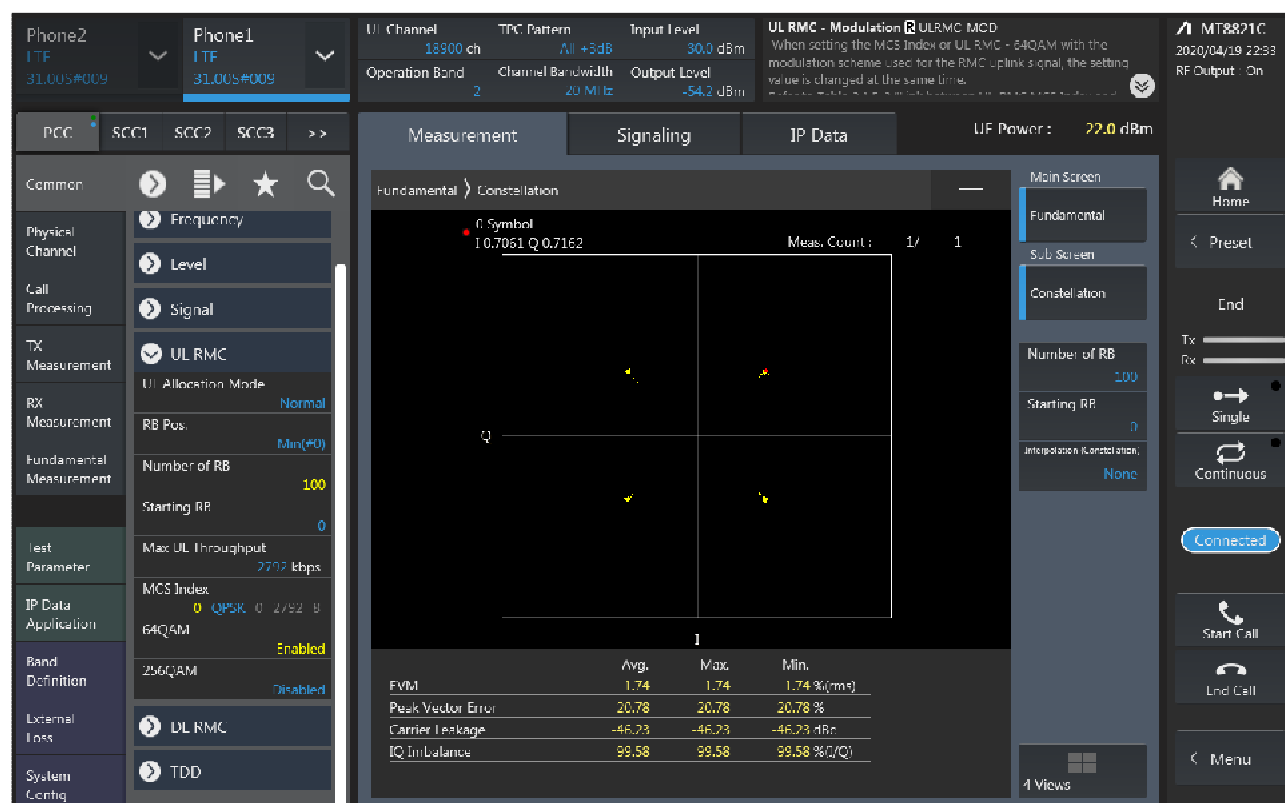 Phone2
LTE
31.005#009
Phone1
LTE
31.005#009
UL Channel
18900 ch
Operation Band
2
TPC Pattern
All +3dB
Channel Bandwidth
20 MHz
Input Level
30.0 dBm
Output Level
-54.2 dBm
UL RMC - Modulation R ULRMC_MOD
When setting the MCS Index or UL RMC - 64QAM with the
modulation scheme used for the RMC uplink signal, the setting
value is changed at the same time.
MT8821C
2020/04/19 22:33
RF Output : On
PCC
SCC1
SCC2
SCC3
>>
Measurement
Signaling
IP Data
UE Power : 22.0 dBm
Common
Physical
Channel
Call
Processing
TX
Measurement
RX
Measurement
Fundamental
Measurement
Test
Parameter
IP Data
Application
Band
Definition
External
Loss
System
Config
Frequency
Level
Signal
UL RMC
UL Allocation Mode
Normal
RB Pos.
Min(#0)
Number of RB
100
Starting RB
0
Max UL Throughput
2792 kbps
MCS Index
0 QPSK 0 2792 8
64QAM
Enabled
256QAM
Disabled
DL RMC
TDD
Fundamental > Constellation
0 Symbol
I 0.7061 Q 0.7162
Meas. Count : 1/ 1
Q
I
Avg. Max. Min.
EVM 1.74 1.74 1.74 %(rms)
Peak Vector Error 20.78 20.78 20.78 %
Carrier Leakage -46.23 -46.23 -46.23 dBc
IQ Imbalance 99.58 99.58 99.58 %(I/Q)
Main Screen
Fundamental
Sub Screen
Constellation
Number of RB
100
Starting RB
0
Interpolation (Constellation)
None
4 Views
Home
< Preset
End
Tx
Rx
Single
Continuous
Connected
Start Call
End Call
< Menu